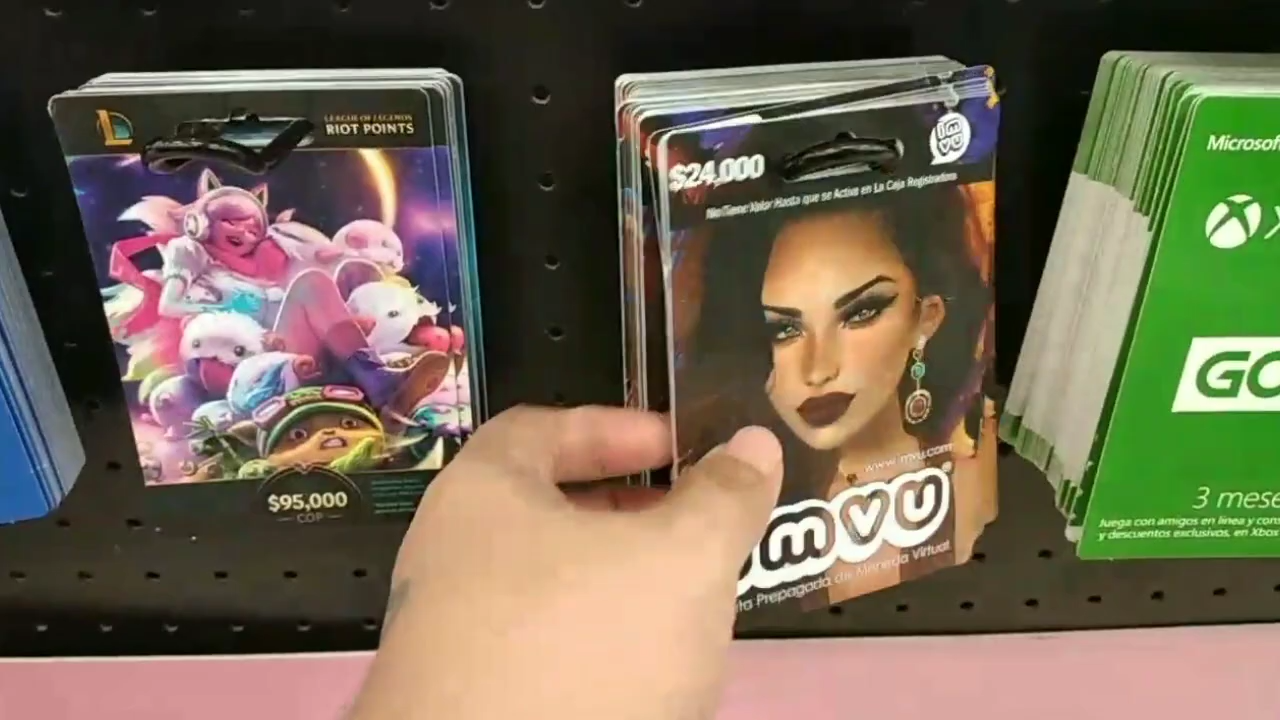 LEAGUE OF LEGENDS
RIOT POINTS
$95,000
COP
$24,000
imvu
No Tiene Valor Hasta que se Active en La Caja Registradora
www.imvu.com
imvu®
ta Prepagada de Moneda Virtual
Microsof
X
GO
3 mese
Juega con amigos en línea y cons
y descuentos exclusivos, en Xbox